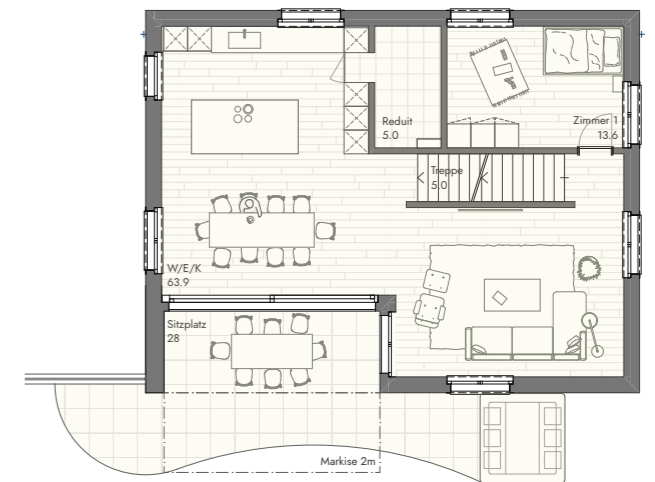 Reduit
5.0
Zimmer 1
13.6
Treppe
5.0
W/E/K
63.9
Sitzplatz
28
Markise 2m